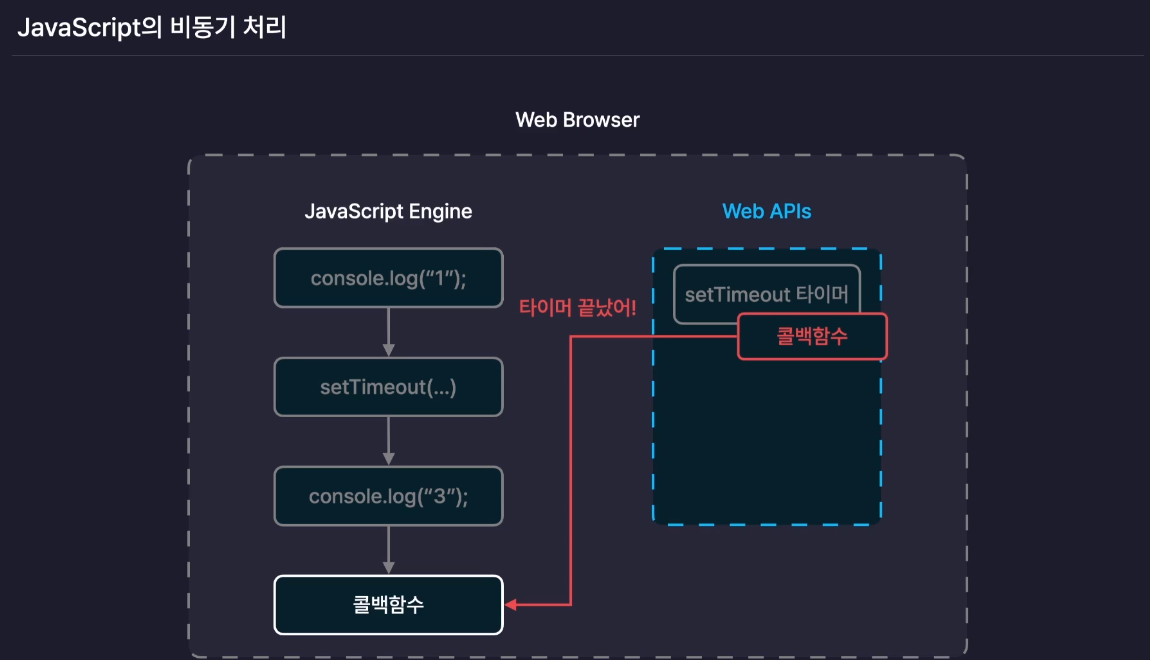 JavaScript의 비동기 처리
Web Browser
JavaScript Engine
Web APIs
console.log(“1”);
setTimeout 타이머
타이머 끝났어!
콜백함수
setTimeout(...)
console.log(“3”);
콜백함수